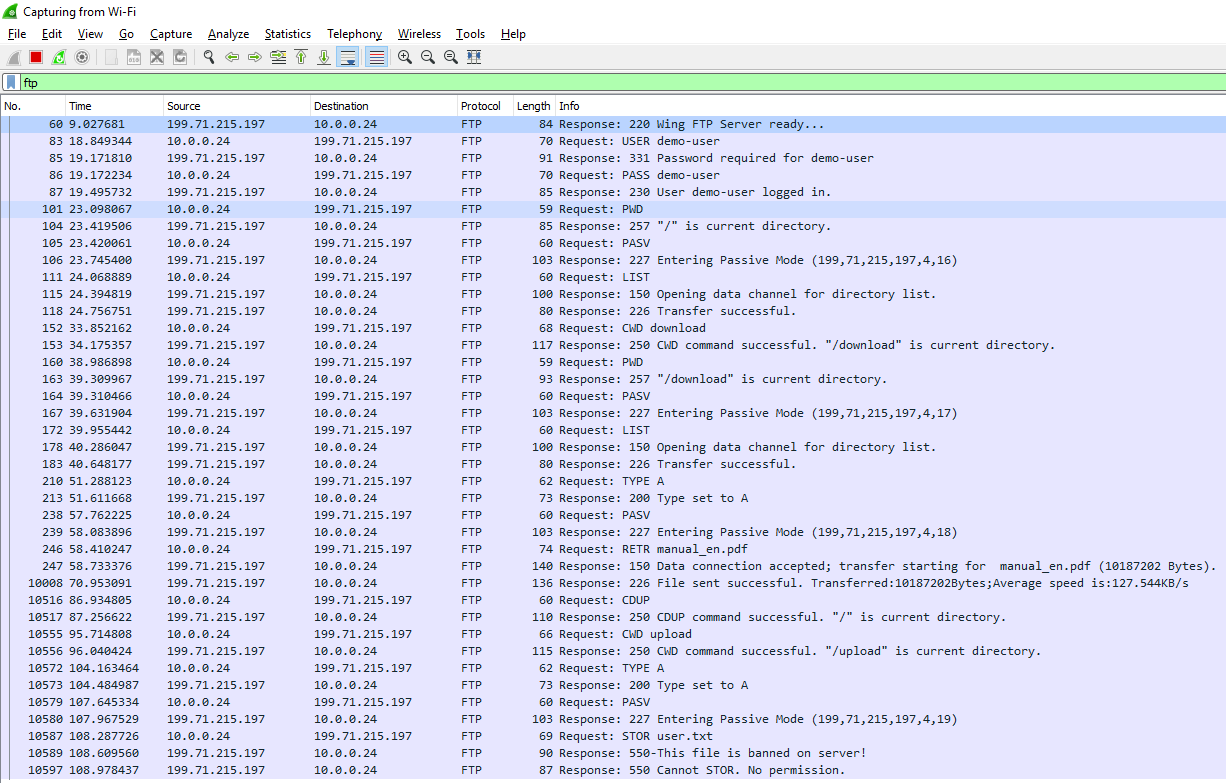 Capturing from Wi-Fi
File Edit View Go Capture Analyze Statistics Telephony Wireless Tools Help
ftp
No. Time Source Destination Protocol Length Info
60 9.027681 199.71.215.197 10.0.0.24 FTP 84 Response: 220 Wing FTP Server ready...
83 18.849344 10.0.0.24 199.71.215.197 FTP 70 Request: USER demo-user
85 19.171810 199.71.215.197 10.0.0.24 FTP 91 Response: 331 Password required for demo-user
86 19.172234 10.0.0.24 199.71.215.197 FTP 70 Request: PASS demo-user
87 19.495732 199.71.215.197 10.0.0.24 FTP 85 Response: 230 User demo-user logged in.
101 23.098067 10.0.0.24 199.71.215.197 FTP 59 Request: PWD
104 23.419506 199.71.215.197 10.0.0.24 FTP 85 Response: 257 "/" is current directory.
105 23.420061 10.0.0.24 199.71.215.197 FTP 60 Request: PASV
106 23.745400 199.71.215.197 10.0.0.24 FTP 103 Response: 227 Entering Passive Mode (199,71,215,197,4,16)
111 24.068889 10.0.0.24 199.71.215.197 FTP 60 Request: LIST
115 24.394819 199.71.215.197 10.0.0.24 FTP 100 Response: 150 Opening data channel for directory list.
118 24.756751 199.71.215.197 10.0.0.24 FTP 80 Response: 226 Transfer successful.
152 33.852162 10.0.0.24 199.71.215.197 FTP 68 Request: CWD download
153 34.175357 199.71.215.197 10.0.0.24 FTP 117 Response: 250 CWD command successful. "/download" is current directory.
160 38.986898 10.0.0.24 199.71.215.197 FTP 59 Request: PWD
163 39.309967 199.71.215.197 10.0.0.24 FTP 93 Response: 257 "/download" is current directory.
164 39.310466 10.0.0.24 199.71.215.197 FTP 60 Request: PASV
167 39.631904 199.71.215.197 10.0.0.24 FTP 103 Response: 227 Entering Passive Mode (199,71,215,197,4,17)
172 39.955442 10.0.0.24 199.71.215.197 FTP 60 Request: LIST
178 40.286047 199.71.215.197 10.0.0.24 FTP 100 Response: 150 Opening data channel for directory list.
183 40.648177 199.71.215.197 10.0.0.24 FTP 80 Response: 226 Transfer successful.
210 51.288123 10.0.0.24 199.71.215.197 FTP 62 Request: TYPE A
213 51.611668 199.71.215.197 10.0.0.24 FTP 73 Response: 200 Type set to A
238 57.762225 10.0.0.24 199.71.215.197 FTP 60 Request: PASV
239 58.083896 199.71.215.197 10.0.0.24 FTP 103 Response: 227 Entering Passive Mode (199,71,215,197,4,18)
246 58.410247 10.0.0.24 199.71.215.197 FTP 74 Request: RETR manual_en.pdf
247 58.733376 199.71.215.197 10.0.0.24 FTP 140 Response: 150 Data connection accepted; transfer starting for  manual_en.pdf (10187202 Bytes).
10008 70.953091 199.71.215.197 10.0.0.24 FTP 136 Response: 226 File sent successful. Transferred:10187202Bytes;Average speed is:127.544KB/s
10516 86.934805 10.0.0.24 199.71.215.197 FTP 60 Request: CDUP
10517 87.256622 199.71.215.197 10.0.0.24 FTP 110 Response: 250 CDUP command successful. "/" is current directory.
10555 95.714808 10.0.0.24 199.71.215.197 FTP 66 Request: CWD upload
10556 96.040424 199.71.215.197 10.0.0.24 FTP 115 Response: 250 CWD command successful. "/upload" is current directory.
10572 104.163464 10.0.0.24 199.71.215.197 FTP 62 Request: TYPE A
10573 104.484987 199.71.215.197 10.0.0.24 FTP 73 Response: 200 Type set to A
10579 107.645334 10.0.0.24 199.71.215.197 FTP 60 Request: PASV
10580 107.967529 199.71.215.197 10.0.0.24 FTP 103 Response: 227 Entering Passive Mode (199,71,215,197,4,19)
10587 108.287726 10.0.0.24 199.71.215.197 FTP 69 Request: STOR user.txt
10589 108.609560 199.71.215.197 10.0.0.24 FTP 90 Response: 550-This file is banned on server!
10597 108.978437 199.71.215.197 10.0.0.24 FTP 87 Response: 550 Cannot STOR. No permission.